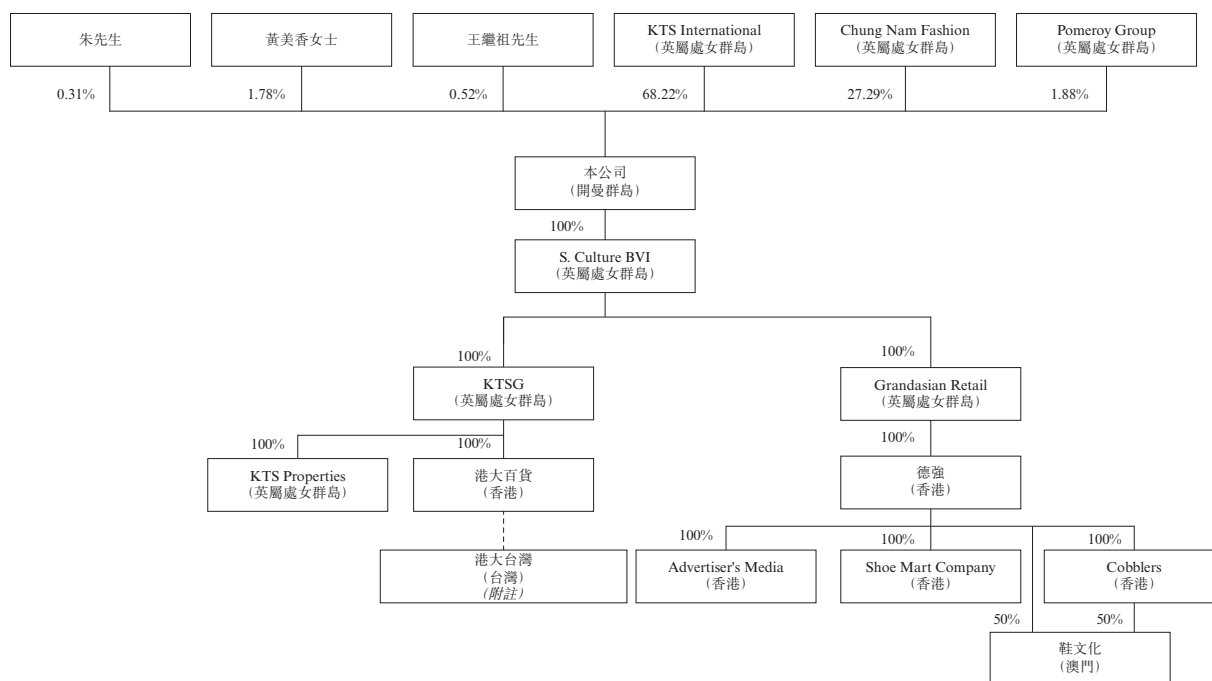 朱先生
黃美香女士
王繼祖先生
KTS International
(英屬處女群島)
Chung Nam Fashion
(英屬處女群島)
Pomeroy Group
(英屬處女群島)
0.31%
1.78%
0.52%
68.22%
27.29%
1.88%
本公司
(開曼群島)
100%
S. Culture BVI
(英屬處女群島)
100%
100%
KTSG
(英屬處女群島)
Grandasian Retail
(英屬處女群島)
100%
100%
100%
KTS Properties
(英屬處女群島)
港大百貨
(香港)
德強
(香港)
100%
100%
100%
港大台灣
(台灣)
(附註)
Advertiser's Media
(香港)
Shoe Mart Company
(香港)
Cobblers
(香港)
50%
50%
鞋文化
(澳門)